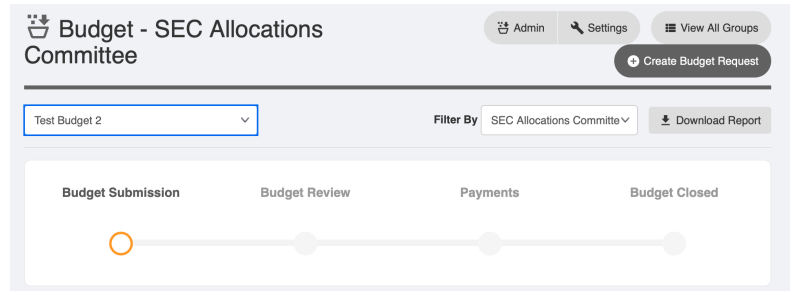 Budget - SEC Allocations
Committee
Admin
Settings
View All Groups
Create Budget Request
Test Budget 2
Filter By
SEC Allocations Committe
Download Report
Budget Submission
Budget Review
Payments
Budget Closed